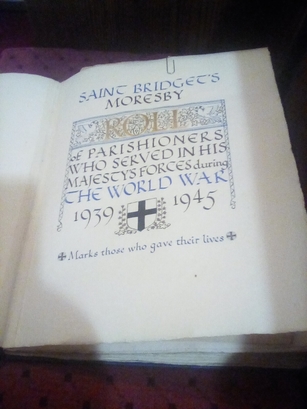 SAINT BRIDGET'S
MORESBY
ROLL
of PARISHIONERS
WHO SERVED IN HIS
MAJESTYS FORCES during
THE WORLD WAR
1939 1945
✠ Marks those who gave their lives ✠